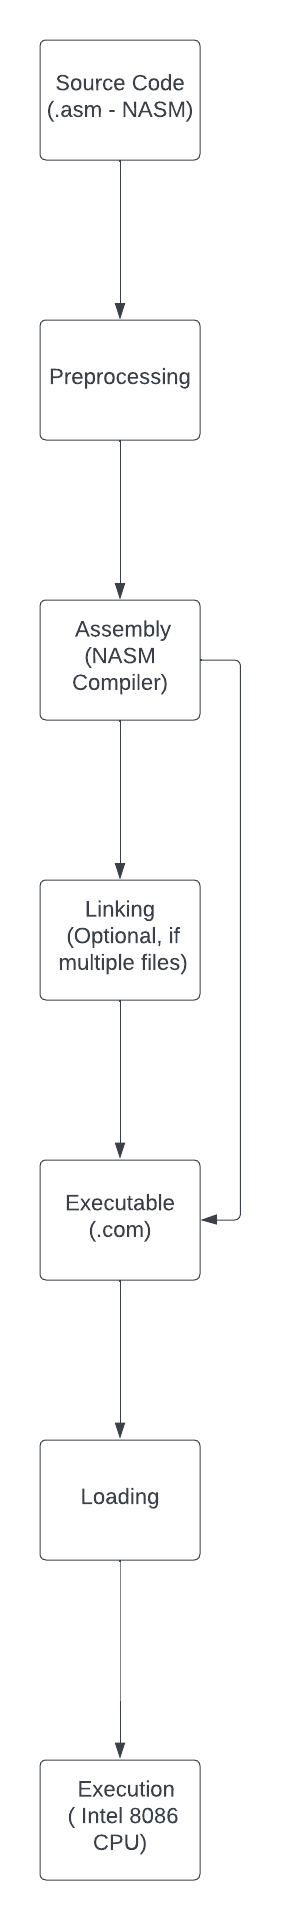 Source Code
(.asm - NASM)
Preprocessing
Assembly
(NASM
Compiler)
Linking
(Optional, if
multiple files)
Executable
(.com)
Loading
Execution
( Intel 8086
CPU)